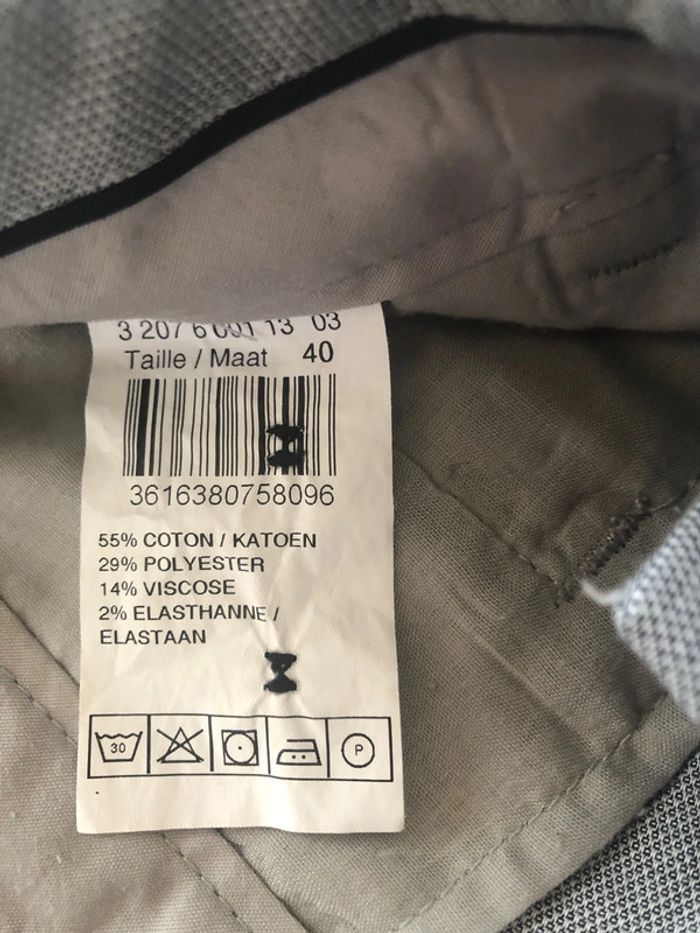 3 207 6 001 13 03
Taille / Maat 40
3616380758096
55% COTON / KATOEN
29% POLYESTER
14% VISCOSE
2% ELASTHANNE /
ELASTAAN
30
P